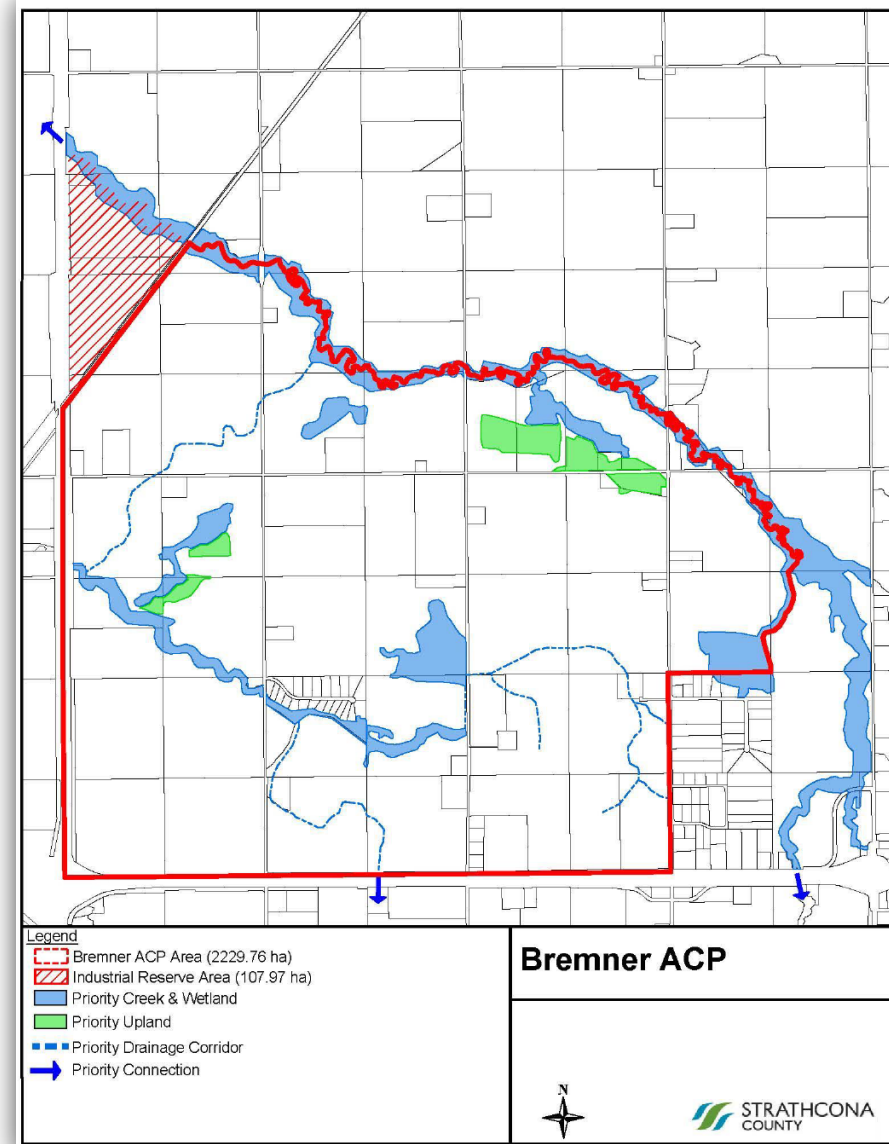 Legend
Bremner ACP Area (2229.76 ha)
Industrial Reserve Area (107.97 ha)
Priority Creek & Wetland
Priority Upland
Priority Drainage Corridor
Priority Connection
Bremner ACP
N
STRATHCONA
COUNTY